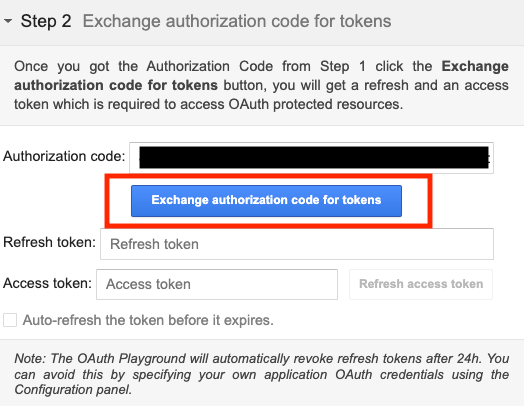 Step 2 Exchange authorization code for tokens
Once you got the Authorization Code from Step 1 click the Exchange
authorization code for tokens button, you will get a refresh and an access
token which is required to access OAuth protected resources.
Authorization code:
Exchange authorization code for tokens
Refresh token: Refresh token
Access token: Access token Refresh access token
Auto-refresh the token before it expires.
Note: The OAuth Playground will automatically revoke refresh tokens after 24h. You
can avoid this by specifying your own application OAuth credentials using the
Configuration panel.